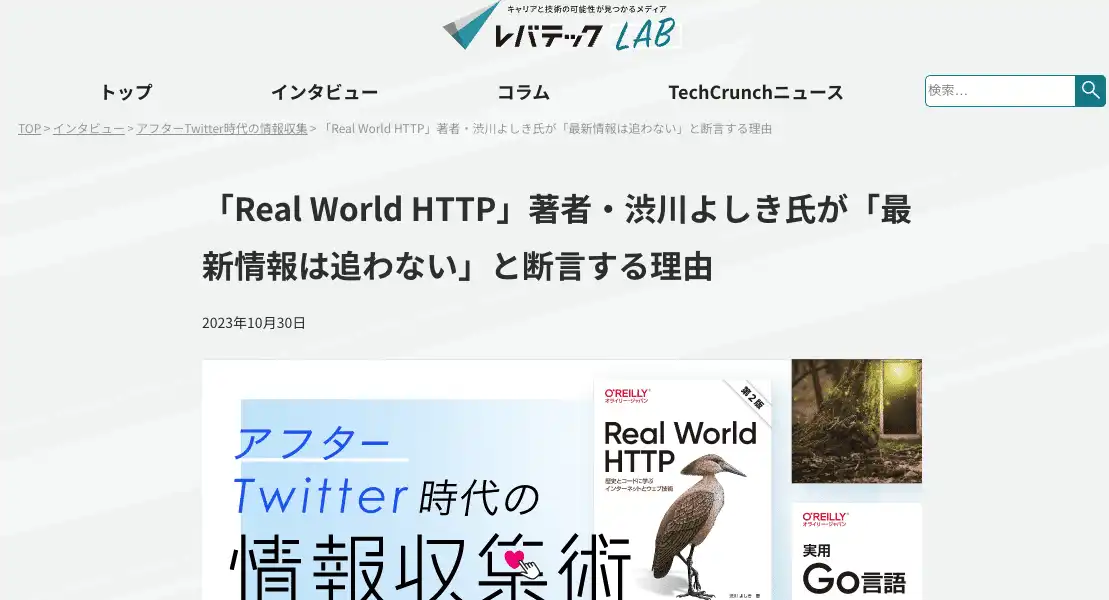 キャリアと技術の可能性が見つかるメディア
レバテック LAB
トップ
インタビュー
コラム
TechCrunchニュース
検索…
TOP > インタビュー > アフターTwitter時代の情報収集 > 「Real World HTTP」著者・渋川よしき氏が「最新情報は追わない」と断言する理由
「Real World HTTP」著者・渋川よしき氏が「最
新情報は追わない」と断言する理由
2023年10月30日
アフター
Twitter時代の
情報収集術
O'REILLY
オライリー・ジャパン
第2版
Real World
HTTP
歴史とコードに学ぶ
インターネットとウェブ技術
渋川 よしき 著
O'REILLY
オライリー・ジャパン
実用
Go言語